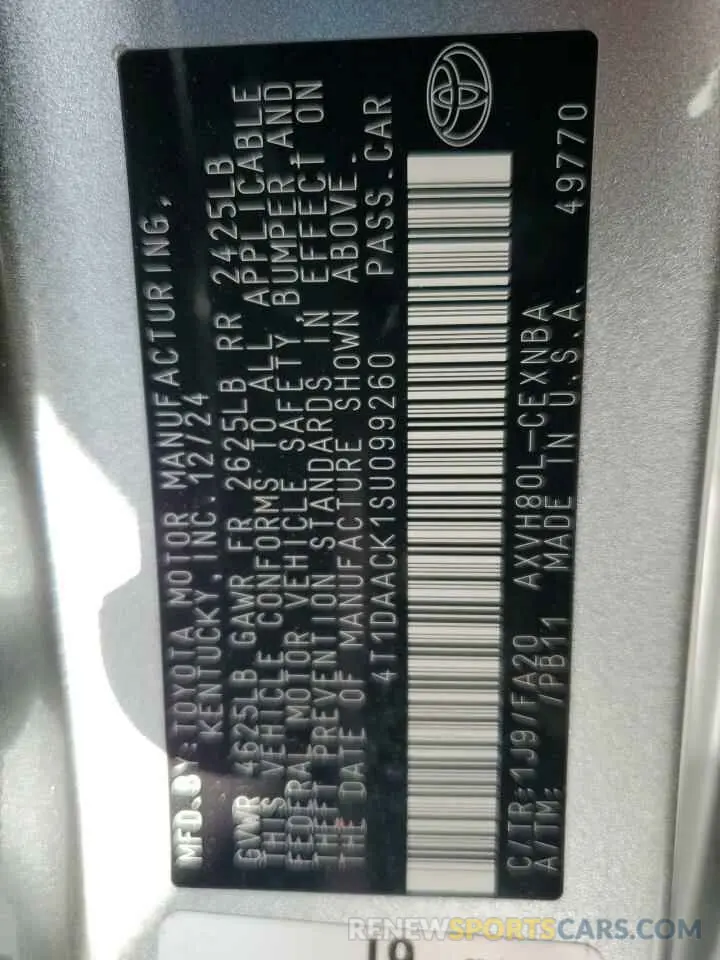 MFD.BY:TOYOTA MOTOR MANUFACTURING,
KENTUCKY, INC. 12/24
GVWR 4625LB GAWR FR 2625LB RR 2425LB
THIS VEHICLE CONFORMS TO ALL APPLICABLE
FEDERAL MOTOR VEHICLE SAFETY, BUMPER, AND
THEFT PREVENTION STANDARDS IN EFFECT ON
THE DATE OF MANUFACTURE SHOWN ABOVE.
4T1DAACK1SU099260 PASS.CAR
C/TR:1J9/FA20 AXVH80L-CEXNBA
A/TM: /PB11 MADE IN U.S.A. 49770
19
RENEWSPORTSCARS.COM